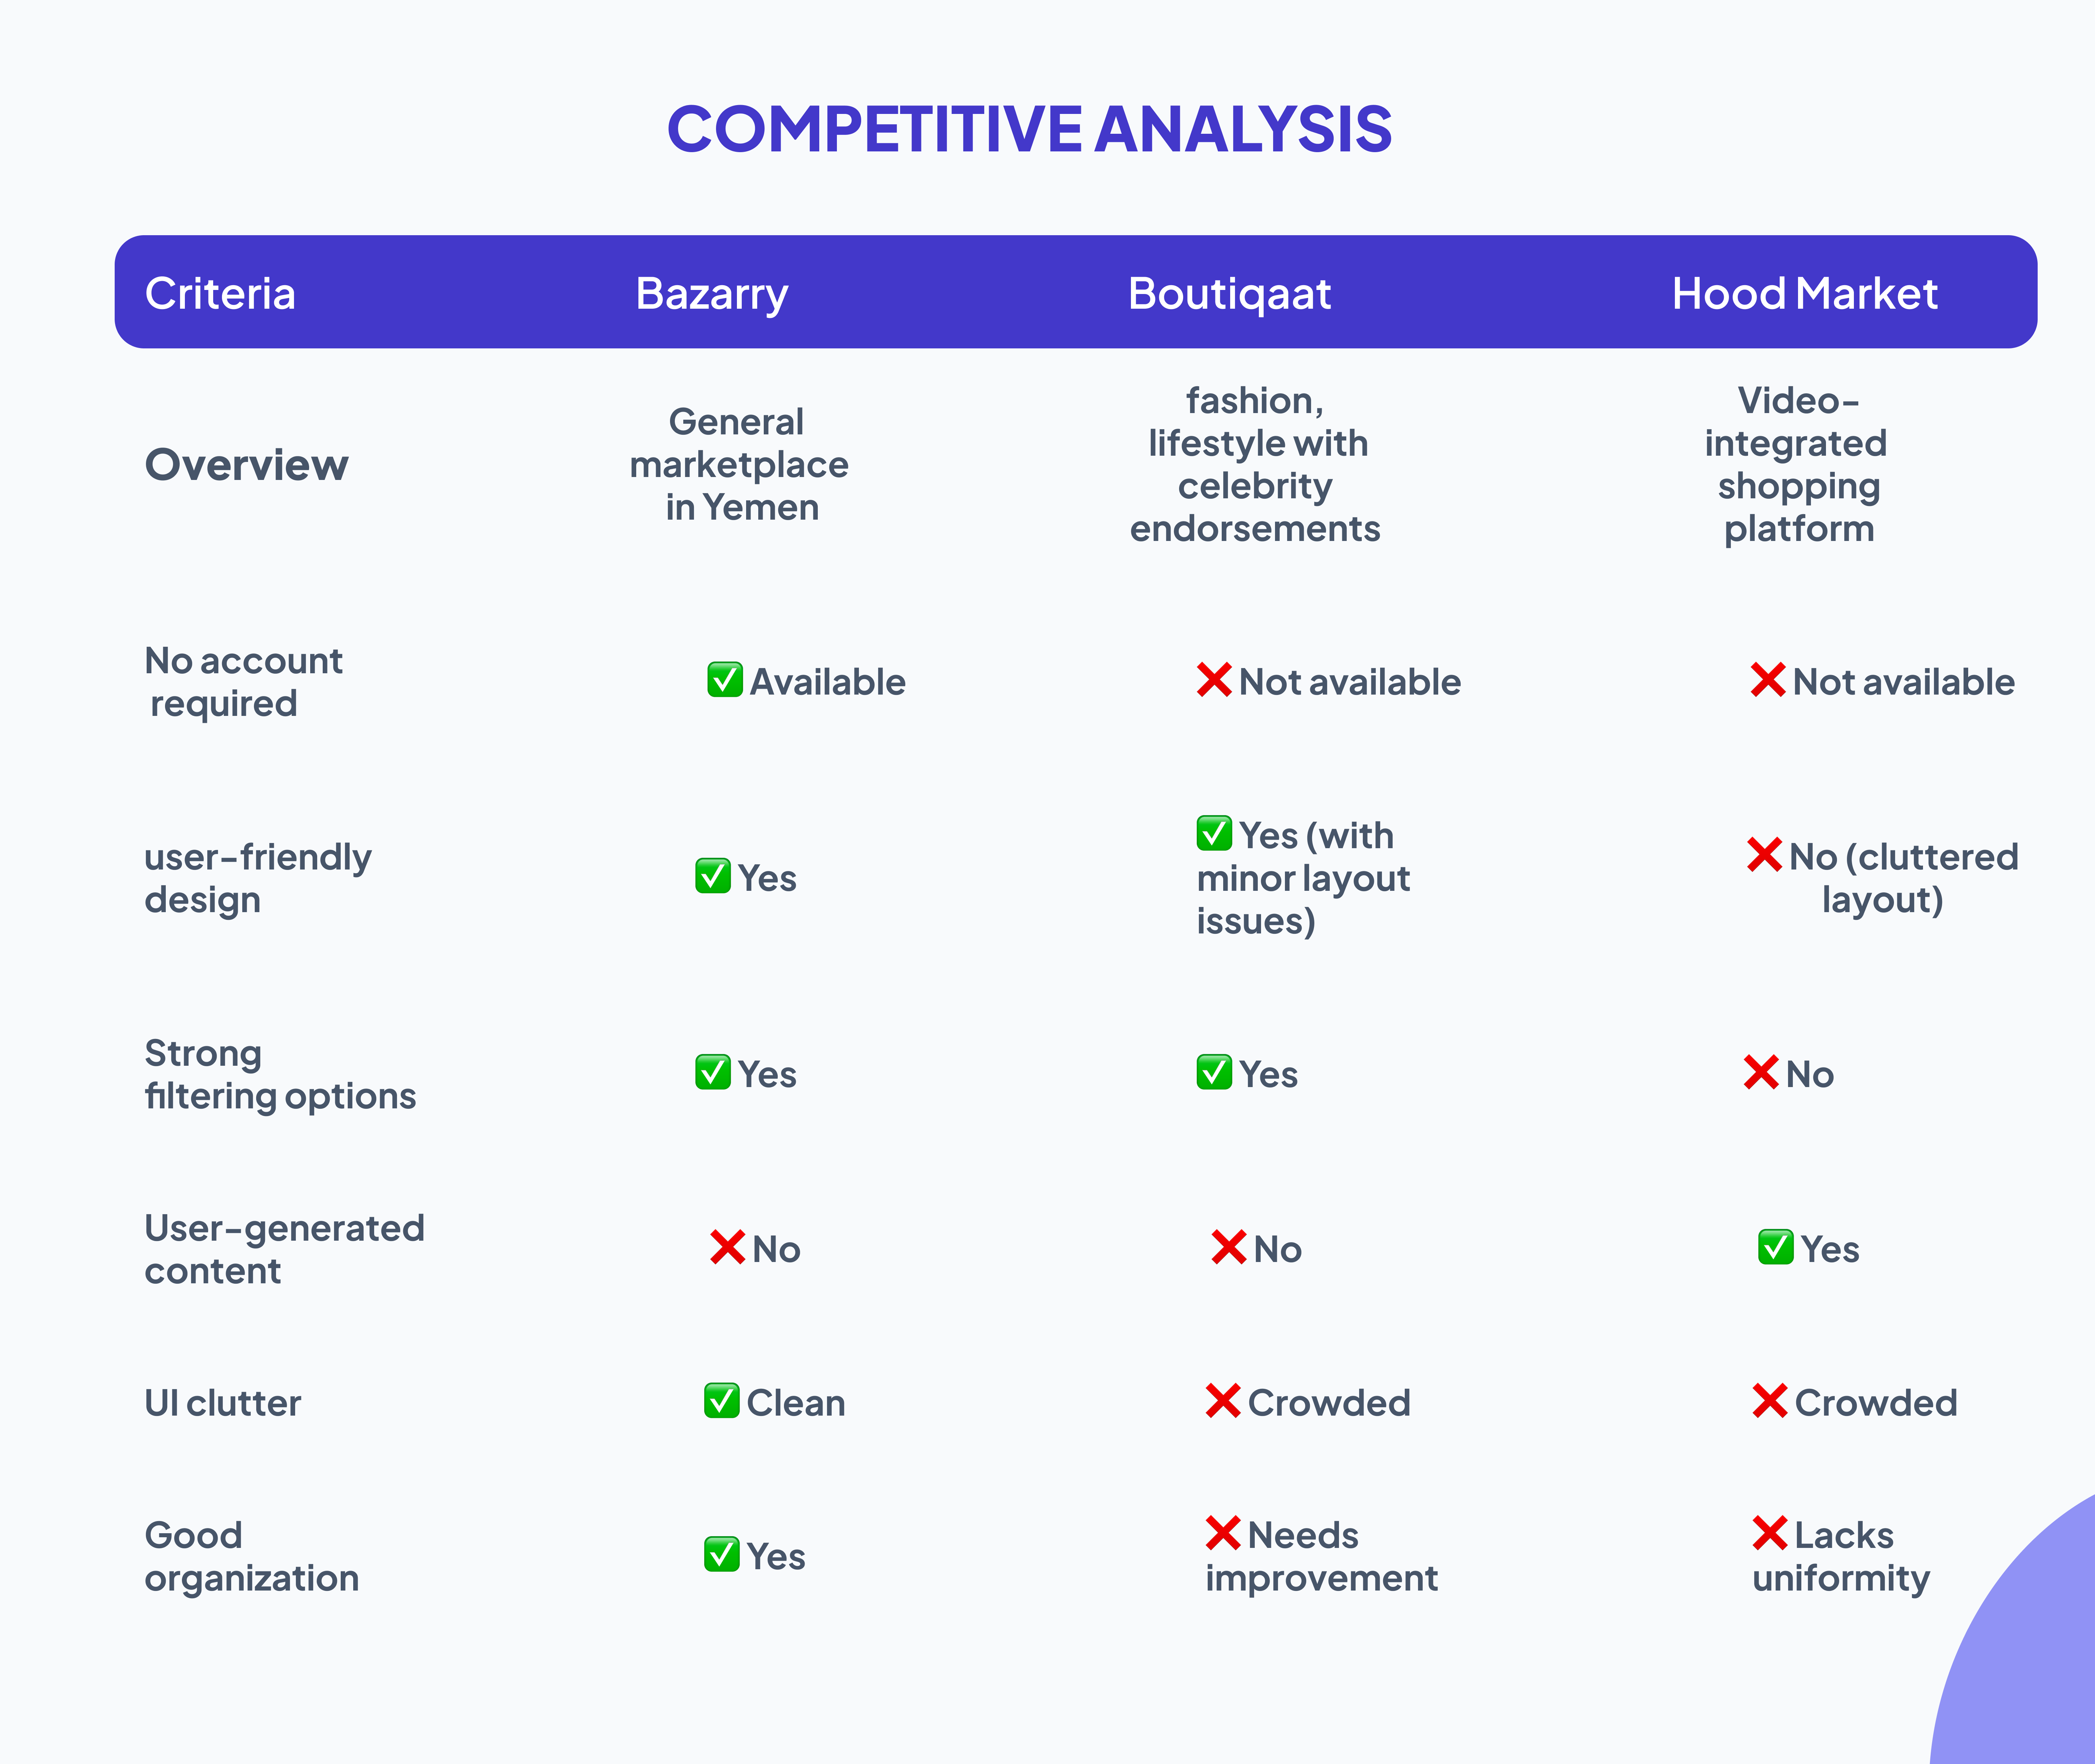 COMPETITIVE ANALYSIS
Criteria Bazarry Boutiqaat Hood Market
Overview
General
marketplace
in Yemen
fashion,
lifestyle with
celebrity
endorsements
Video-
integrated
shopping
platform
No account
required
✅ Available
❌ Not available
❌ Not available
user-friendly
design
✅ Yes
✅ Yes (with
minor layout
issues)
❌ No (cluttered
layout)
Strong
filtering options
✅ Yes
✅ Yes
❌ No
User-generated
content
❌ No
❌ No
✅ Yes
UI clutter
✅ Clean
❌ Crowded
❌ Crowded
Good
organization
✅ Yes
❌ Needs
improvement
❌ Lacks
uniformity